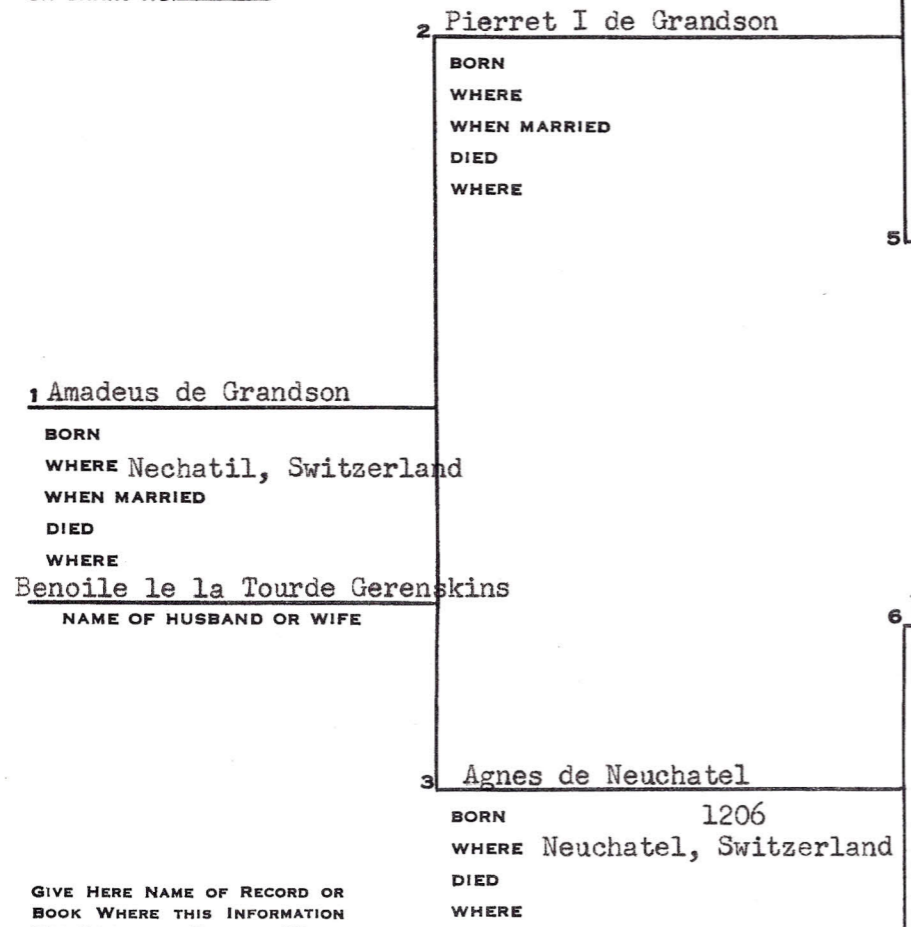 2 Pierret I de Grandson
BORN
WHERE
WHEN MARRIED
DIED
WHERE
5
1 Amadeus de Grandson
BORN
WHERE Nechatil, Switzerland
WHEN MARRIED
DIED
WHERE
Benoile le la Tourde Gerenskins
NAME OF HUSBAND OR WIFE
6
3 Agnes de Neuchatel
BORN 1206
WHERE Neuchatel, Switzerland
DIED
WHERE
GIVE HERE NAME OF RECORD OR
BOOK WHERE THIS INFORMATION